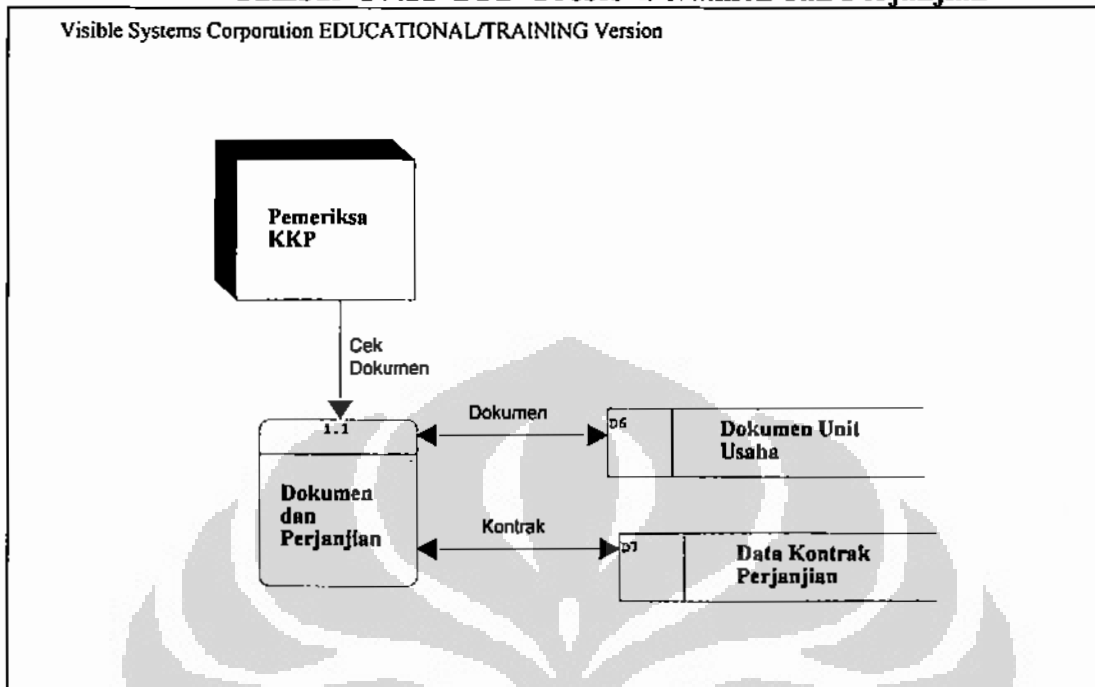 Visible Systems Corporation EDUCATIONAL/TRAINING Version
Pemeriksa
KKP
Cek
Dokumen
1.1
Dokumen
dan
Perjanjian
Dokumen
D6
Dokumen Unit
Usaha
Kontrak
D7
Data Kontrak
Perjanjian